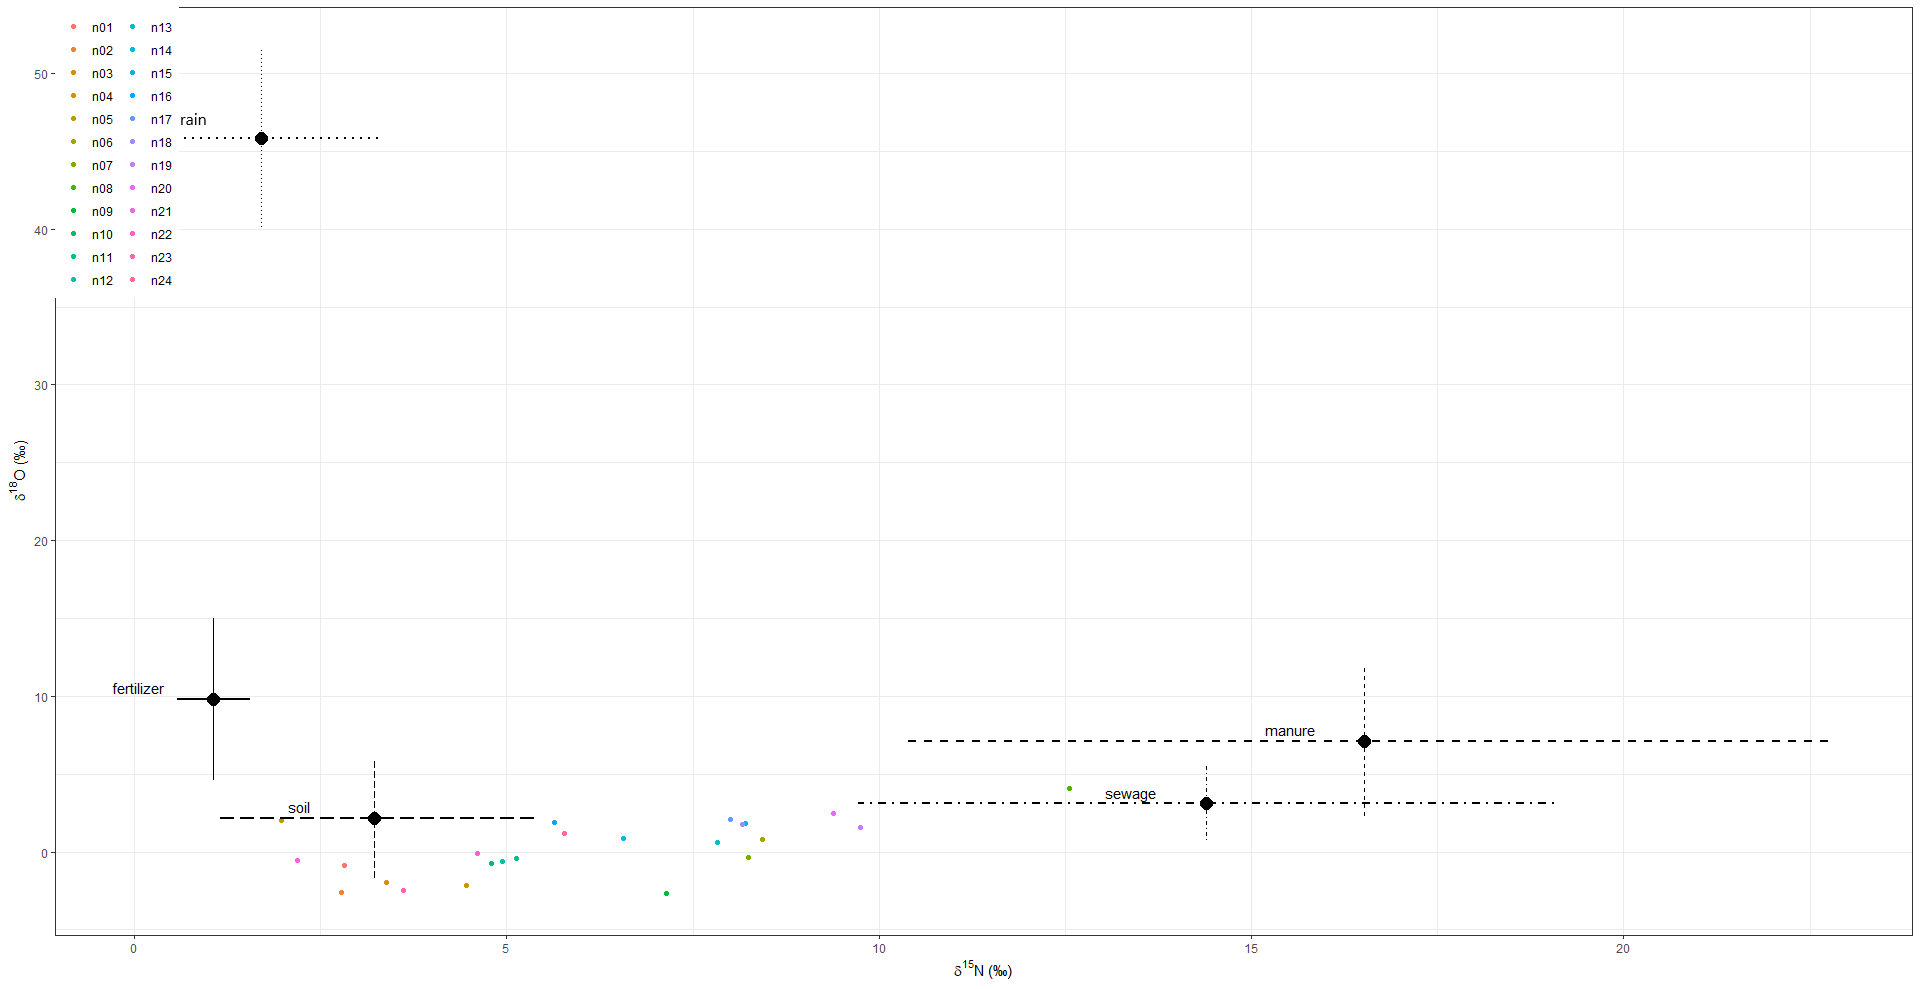 n01 n13
n02 n14
n03 n15
n04 n16
n05 n17
n06 n18
n07 n19
n08 n20
n09 n21
n10 n22
n11 n23
n12 n24
rain
fertilizer
soil
manure
sewage
50
40
30
20
10
0
δ18O (‰)
0 5 10 15 20
δ15N (‰)